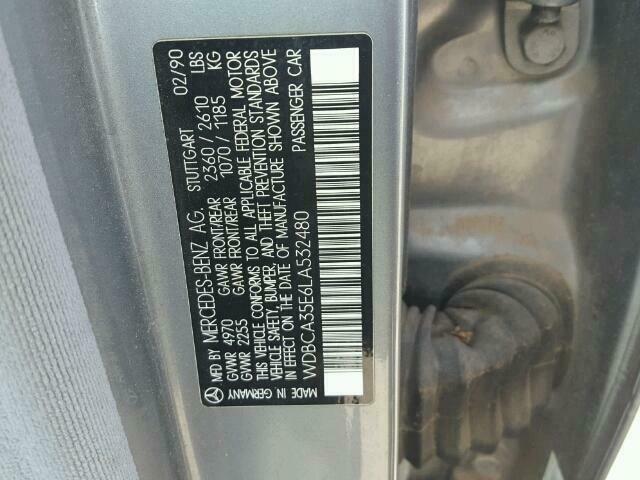 MFD. BY MERCEDES-BENZ AG. STUTTGART 02/90
GVWR 4970 GAWR FRONT/REAR 2360 / 2610 LBS
GVWR 2255 GAWR FRONT/REAR 1070 / 1185 KG
VEHICLE CONFORMS TO ALL APPLICABLE FEDERAL MOTOR
VEHICLE SAFETY, BUMPER, AND THEFT PREVENTION STANDARDS
IN EFFECT ON THE DATE OF MANUFACTURE SHOWN ABOVE
WDBCA35E6LA532480 PASSENGER CAR
MADE IN GERMANY